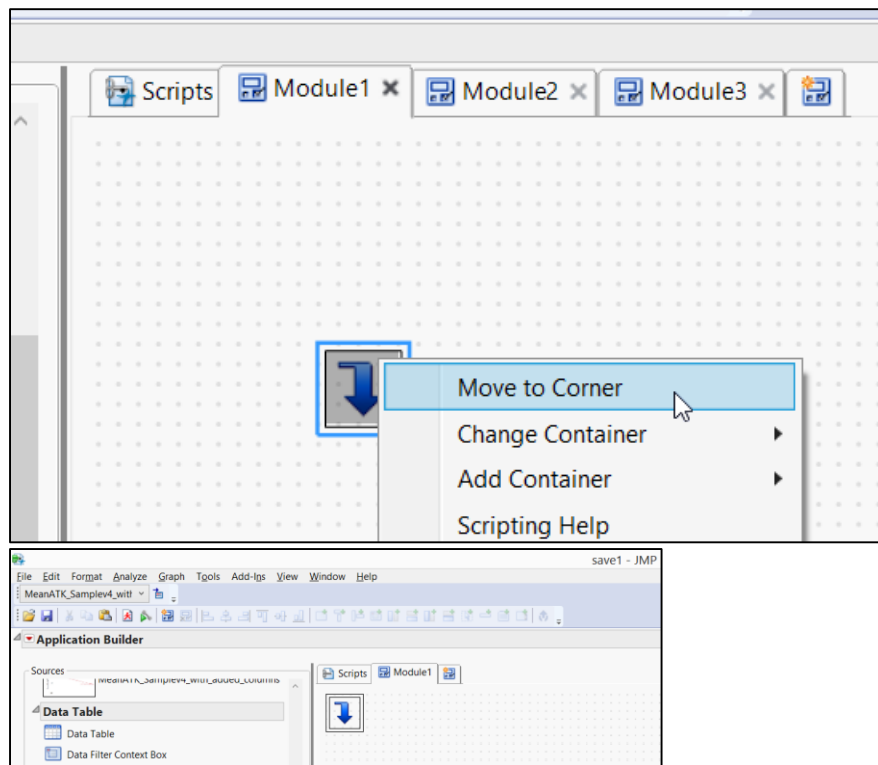 Scripts Module1 Module2 Module3
Move to Corner
Change Container
Add Container
Scripting Help
save1 - JMP
File Edit Format Analyze Graph Tools Add-Ins View Window Help
MeanATK_Samplev4_witl
Application Builder
Sources
Scripts Module1
MeanATK_Samplev4_with_added_columns
Data Table
Data Table
Data Filter Context Box